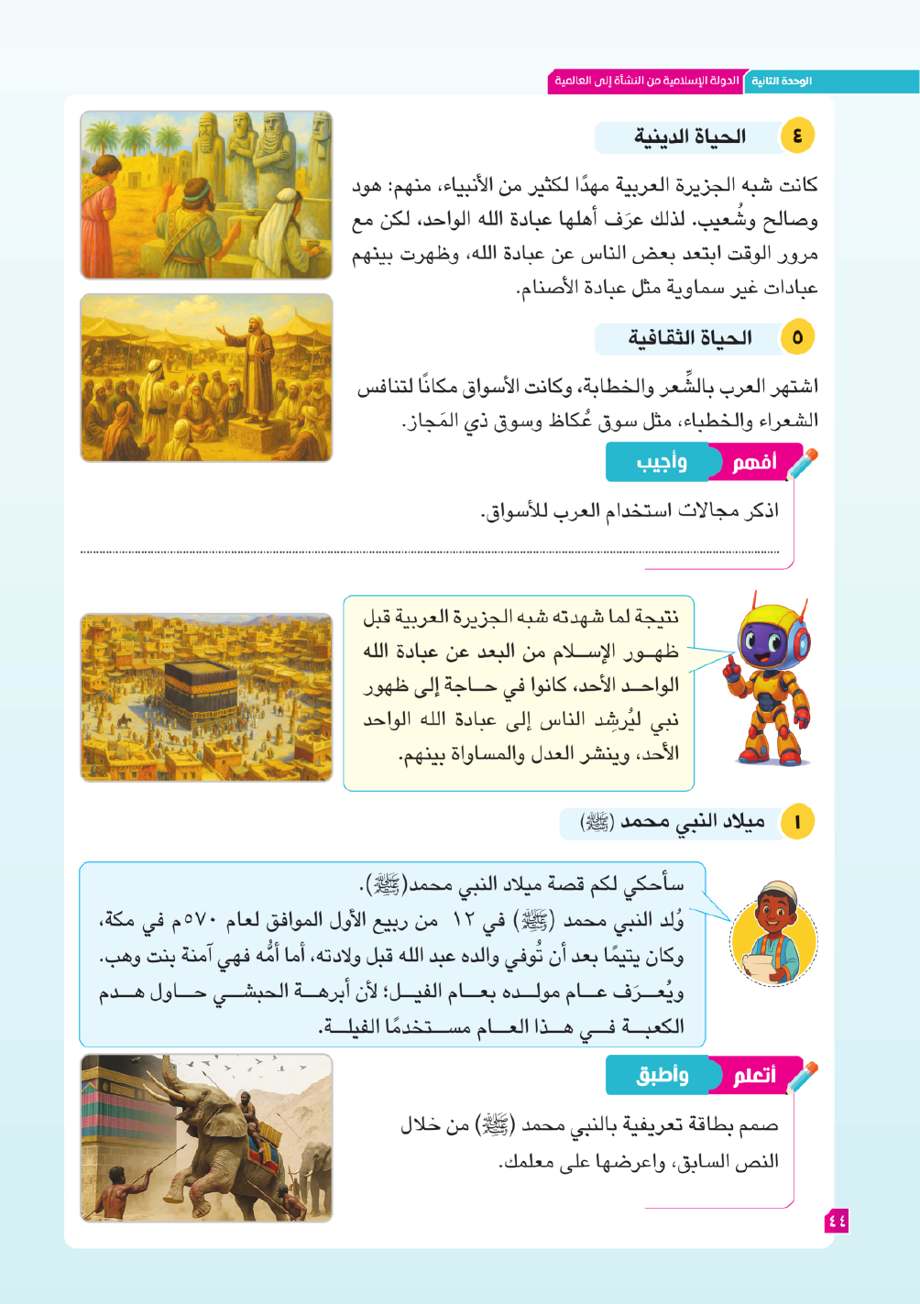 الوحدة الثانية الدولة الإسلامية من النشأة إلى العالمية
٤ الحياة الدينية
كانت شبه الجزيرة العربية مهدًا لكثير من الأنبياء، منهم: هود
وصالح وشُعيب. لذلك عرَف أهلها عبادة الله الواحد، لكن مع
مرور الوقت ابتعد بعض الناس عن عبادة الله، وظهرت بينهم
عبادات غير سماوية مثل عبادة الأصنام.
٥ الحياة الثقافية
اشتهر العرب بالشِّعر والخطابة، وكانت الأسواق مكانًا لتنافس
الشعراء والخطباء، مثل سوق عُكاظ وسوق ذي المَجاز.
أفهم وأجيب
اذكر مجالات استخدام العرب للأسواق.
نتيجة لما شهدته شبه الجزيرة العربية قبل
ظهور الإسلام من البعد عن عبادة الله
الواحد الأحد، كانوا في حاجة إلى ظهور
نبي ليُرشِد الناس إلى عبادة الله الواحد
الأحد، وينشر العدل والمساواة بينهم.
١ ميلاد النبي محمد (ﷺ)
سأحكي لكم قصة ميلاد النبي محمد(ﷺ).
وُلد النبي محمد (ﷺ) في ١٢ من ربيع الأول الموافق لعام ٥٧٠م في مكة،
وكان يتيمًا بعد أن تُوفي والده عبد الله قبل ولادته، أما أمُّه فهي آمنة بنت وهب.
ويُعرَف عام مولده بعام الفيل؛ لأن أبرهة الحبشي حاول هدم
الكعبة في هذا العام مستخدمًا الفيلة.
أتعلم وأطبق
صمم بطاقة تعريفية بالنبي محمد (ﷺ) من خلال
النص السابق، واعرضها على معلمك.
٤٤